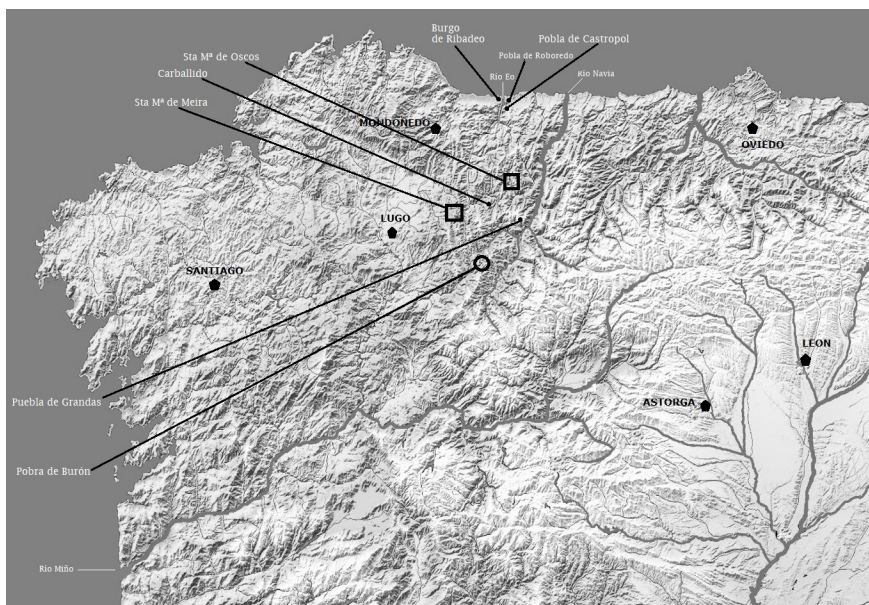 Burgo
de Ribadeo
Pobla de Castropol
Sta Mª de Oscos
Pobla de Roboredo
Carballido
Río Eo
Río Navia
Sta Mª de Meira
MONDOÑEDO
OVIEDO
LUGO
SANTIAGO
LEON
Puebla de Grandas
ASTORGA
Pobra de Burón
Río Miño